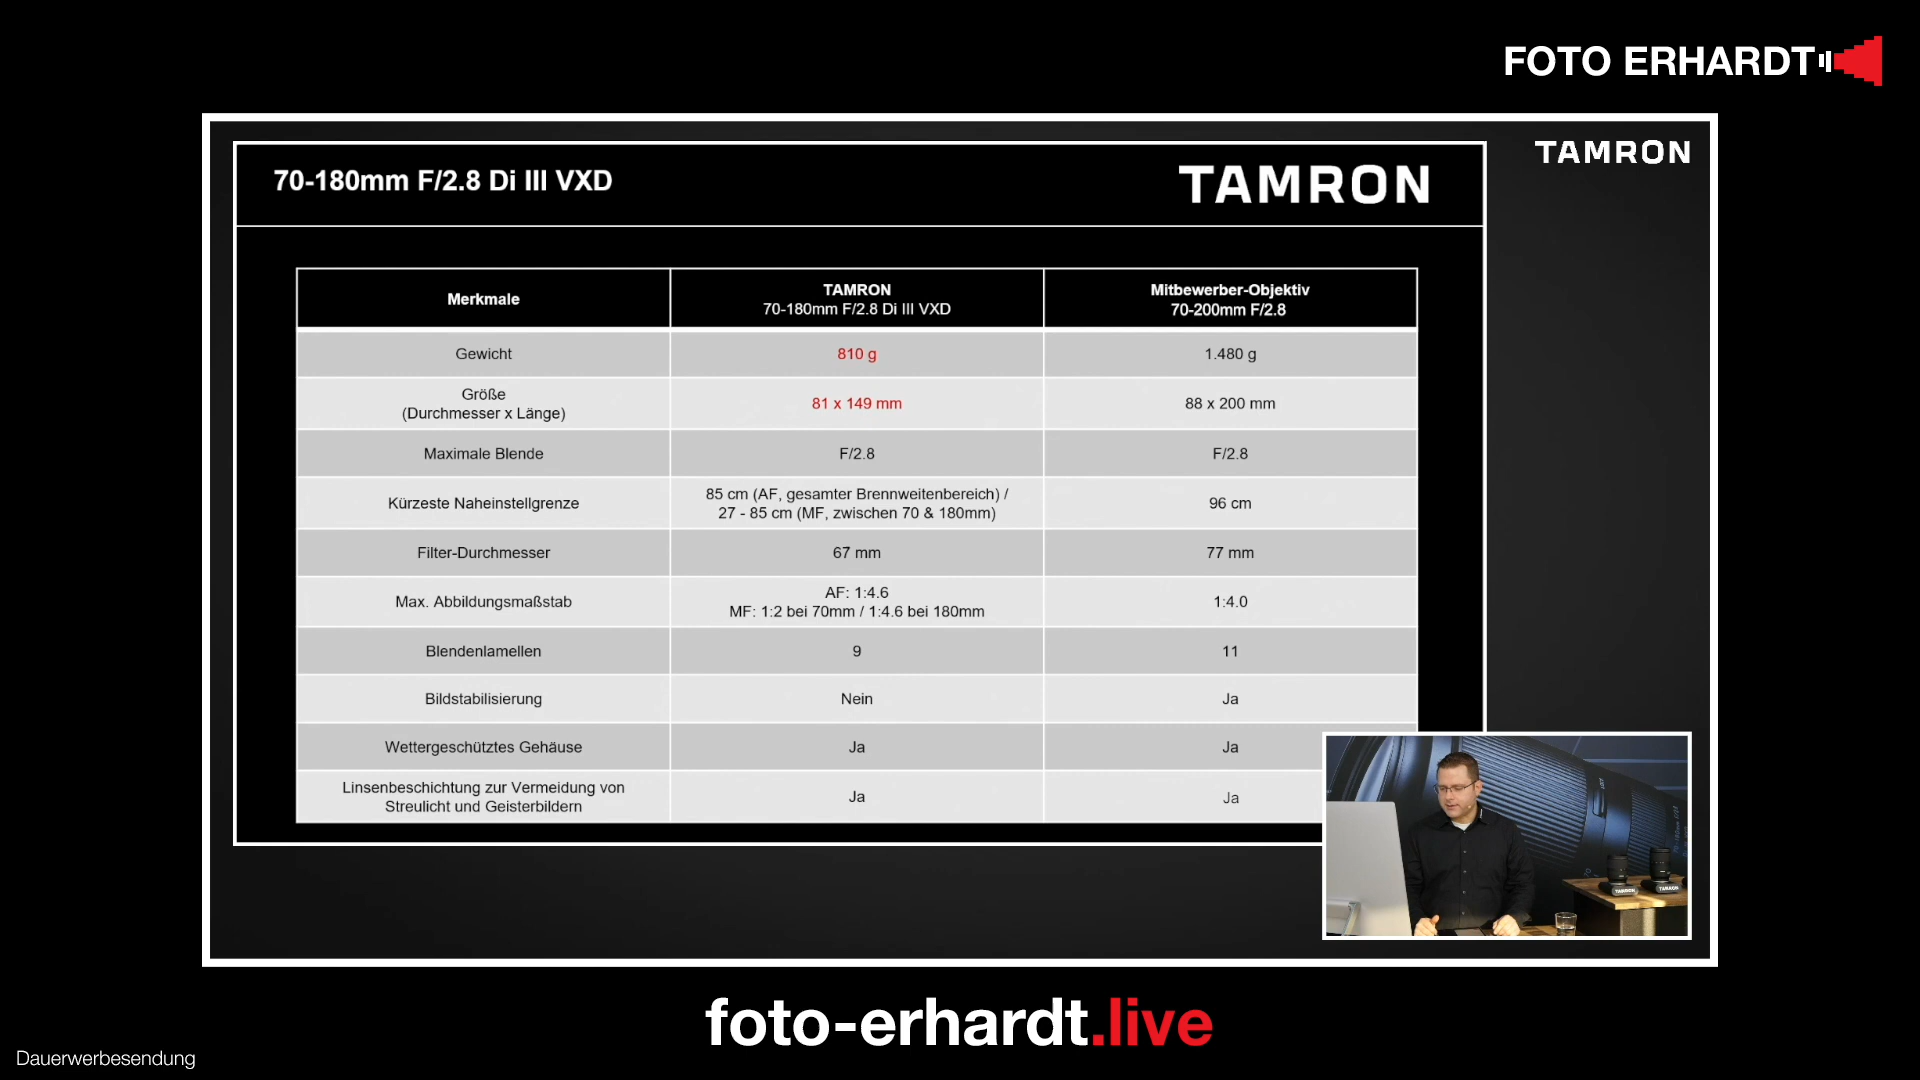 FOTO ERHARDT
TAMRON
70-180mm F/2.8 Di III VXD
TAMRON
Merkmale
TAMRON
70-180mm F/2.8 Di III VXD
Mitbewerber-Objektiv
70-200mm F/2.8
Gewicht
810 g
1.480 g
Größe
(Durchmesser x Länge)
81 x 149 mm
88 x 200 mm
Maximale Blende
F/2.8
F/2.8
Kürzeste Naheinstellgrenze
85 cm (AF, gesamter Brennweitenbereich) /
27 - 85 cm (MF, zwischen 70 & 180mm)
96 cm
Filter-Durchmesser
67 mm
77 mm
Max. Abbildungsmaßstab
AF: 1:4.6
MF: 1:2 bei 70mm / 1:4.6 bei 180mm
1:4.0
Blendenlamellen
9
11
Bildstabilisierung
Nein
Ja
Wettergeschütztes Gehäuse
Ja
Ja
Linsenbeschichtung zur Vermeidung von
Streulicht und Geisterbildern
Ja
Ja
TAMRON
TAMRON
foto-erhardt.live
Dauerwerbesendung